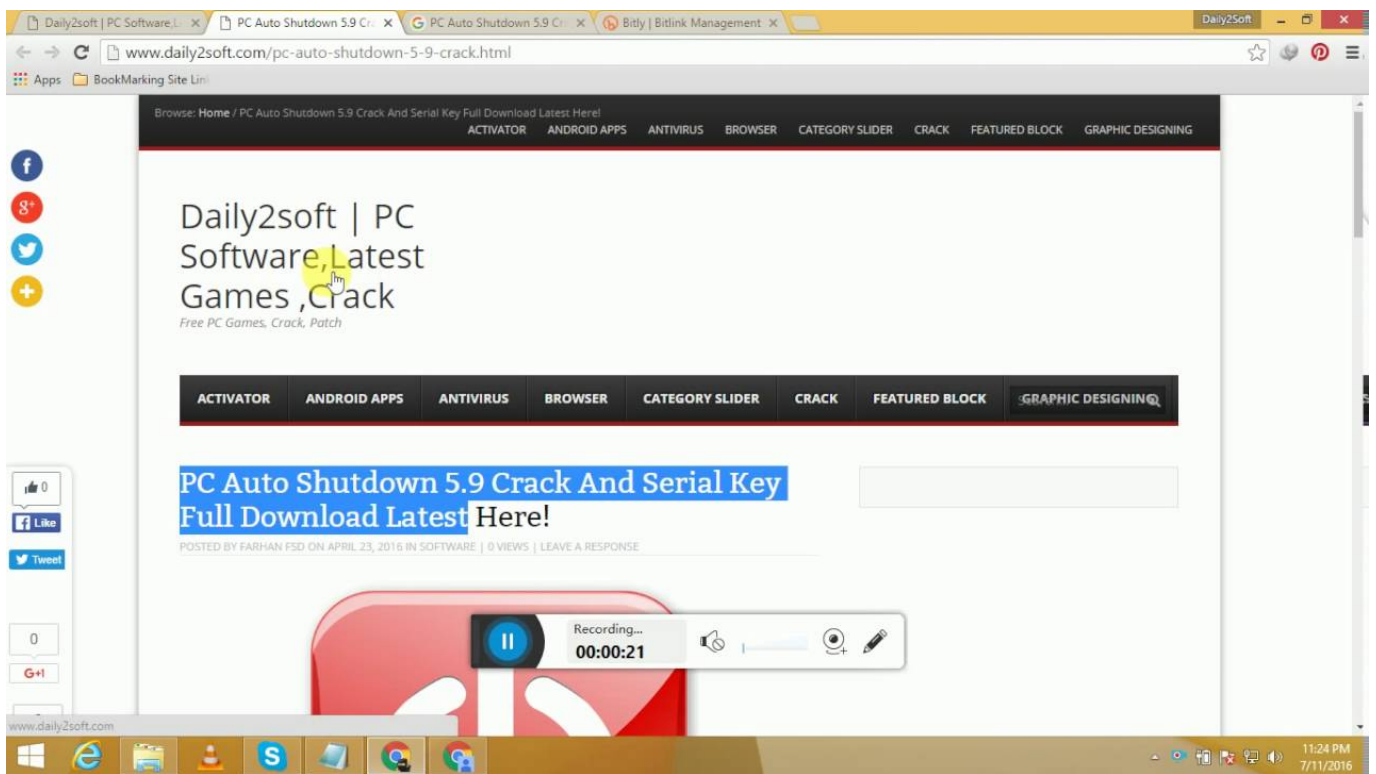 Daily2Soft | PC Software,L
PC Auto Shutdown 5.9 Cra
PC Auto Shutdown 5.9 Cr
Bitly | Bitlink Management
Daily2Soft
www.daily2soft.com/pc-auto-shutdown-5-9-crack.html
Apps
BookMarking Site Lin
Browse: Home / PC Auto Shutdown 5.9 Crack And Serial Key Full Download Latest Here!
ACTIVATOR ANDROID APPS ANTIVIRUS BROWSER CATEGORY SLIDER CRACK FEATURED BLOCK GRAPHIC DESIGNING
Daily2soft | PC
Software,Latest
Games ,Crack
Free PC Games, Crack, Patch
ACTIVATOR ANDROID APPS ANTIVIRUS BROWSER CATEGORY SLIDER CRACK FEATURED BLOCK GRAPHIC DESIGNING
PC Auto Shutdown 5.9 Crack And Serial Key
Full Download Latest Here!
POSTED BY FARHAN FSD ON APRIL 23, 2016 IN SOFTWARE | 0 VIEWS | LEAVE A RESPONSE
0
Like
Tweet
0
G+1
Recording...
00:00:21
www.daily2soft.com
11:24 PM
7/11/2016